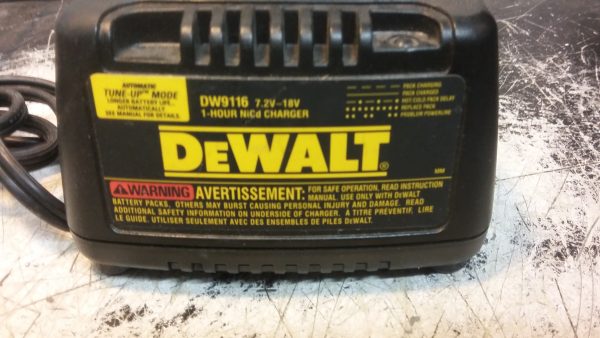 AUTOMATIC
TUNE-UP™ MODE
LONGER BATTERY LIFE...
AUTOMATICALLY
SEE MANUAL FOR DETAILS
DW9116 7.2V-18V
1-HOUR NiCd CHARGER
PACK CHARGING
PACK CHARGED
HOT/COLD PACK DELAY
REPLACE PACK
PROBLEM POWERLINE
DEWALT®
MM
WARNING AVERTISSEMENT: FOR SAFE OPERATION, READ INSTRUCTION
MANUAL. USE ONLY WITH DeWALT
BATTERY PACKS. OTHERS MAY BURST CAUSING PERSONAL INJURY AND DAMAGE. READ
ADDITIONAL SAFETY INFORMATION ON UNDERSIDE OF CHARGER. A TITRE PRÉVENTIF, LIRE
LE GUIDE. UTILISER SEULEMENT AVEC DES ENSEMBLES DE PILES DeWALT.